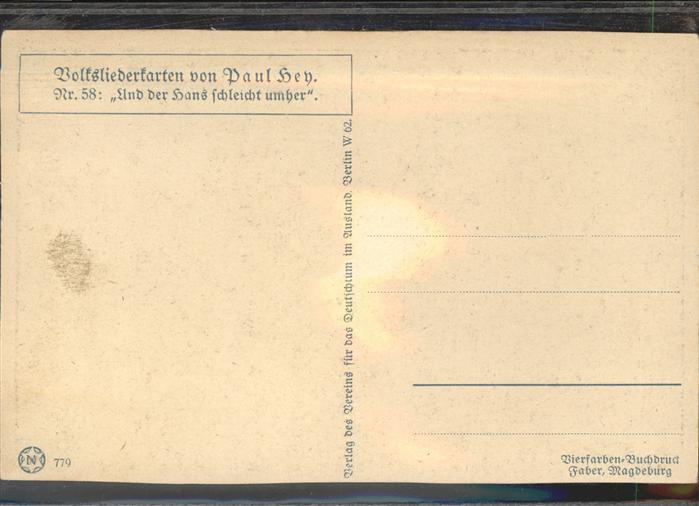 Volksliederkarten von Paul Hey.
Nr. 58: „Und der Hans schleicht umher“.
Verlag des Vereins für das Deutschtum im Ausland. Berlin W 62.
N 779
Vierfarben-Buchdruck
Faber, Magdeburg